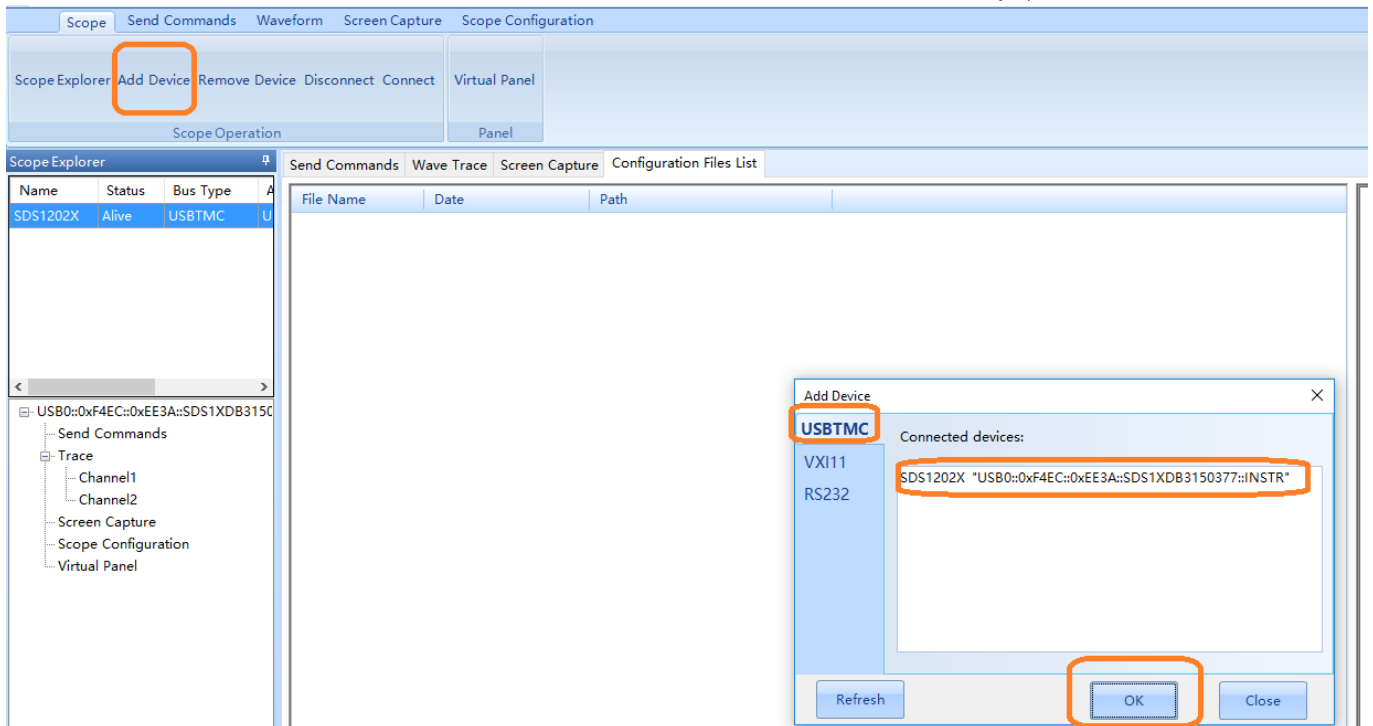 Scope Send Commands Waveform Screen Capture Scope Configuration
Scope Explorer Add Device Remove Device Disconnect Connect Virtual Panel
Scope Operation Panel
Scope Explorer
Send Commands Wave Trace Screen Capture Configuration Files List
Name Status Bus Type A
File Name Date Path
SDS1202X Alive USBTMC U
USB0::0xF4EC::0xEE3A::SDS1XDB3150
Send Commands
Trace
Channel1
Channel2
Screen Capture
Scope Configuration
Virtual Panel
Add Device
USBTMC
VXI11
RS232
Connected devices:
SDS1202X "USB0::0xF4EC::0xEE3A::SDS1XDB3150377::INSTR"
Refresh OK Close